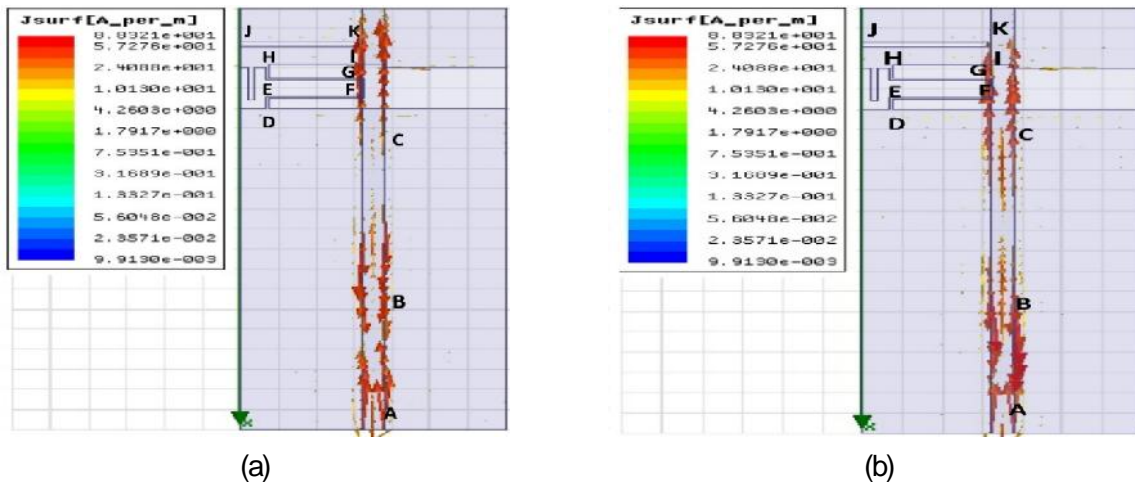 Jsurf[A_per_m]
8.8321e+001
5.7276e+001
2.4088e+001
1.0130e+001
4.2603e+000
1.7917e+000
7.5351e-001
3.1689e-001
1.3327e-001
5.6048e-002
2.3571e-002
9.9130e-003
J
K
H
I
G
E
F
D
C
B
A
x
(a)
Jsurf[A_per_m]
8.8321e+001
5.7276e+001
2.4088e+001
1.0130e+001
4.2603e+000
1.7917e+000
7.5351e-001
3.1689e-001
1.3327e-001
5.6048e-002
2.3571e-002
9.9130e-003
J
K
H
I
G
E
F
D
C
B
A
x
(b)